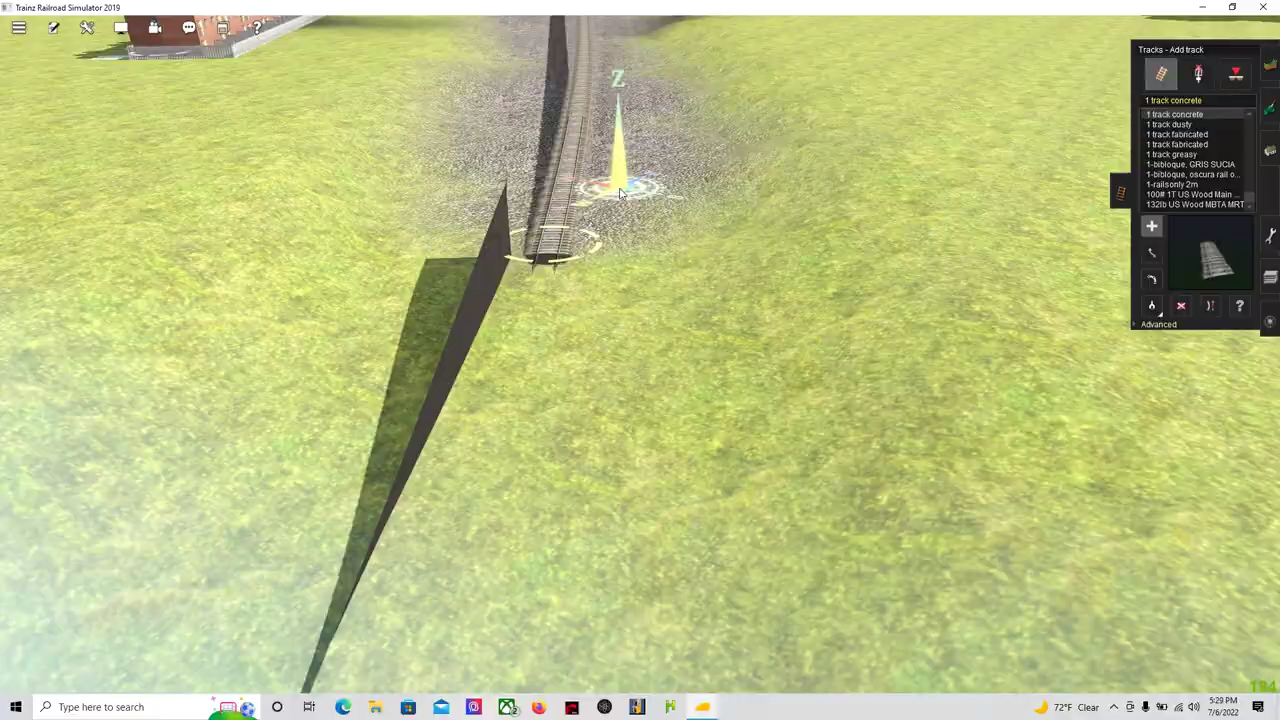 Trainz Railroad Simulator 2019
Z
Tracks - Add track
1 track concrete
1 track concrete
1 track dusty
1 track fabricated
1 track fabricated
1 track greasy
1-bibloque, GRIS SUCIA
1-bibloque, oscura rail o...
1-railsonly 2m
100# 1T US Wood Main ...
132lb US Wood MBTA MRT
Advanced
Type here to search
72°F Clear
5:29 PM
7/6/2022